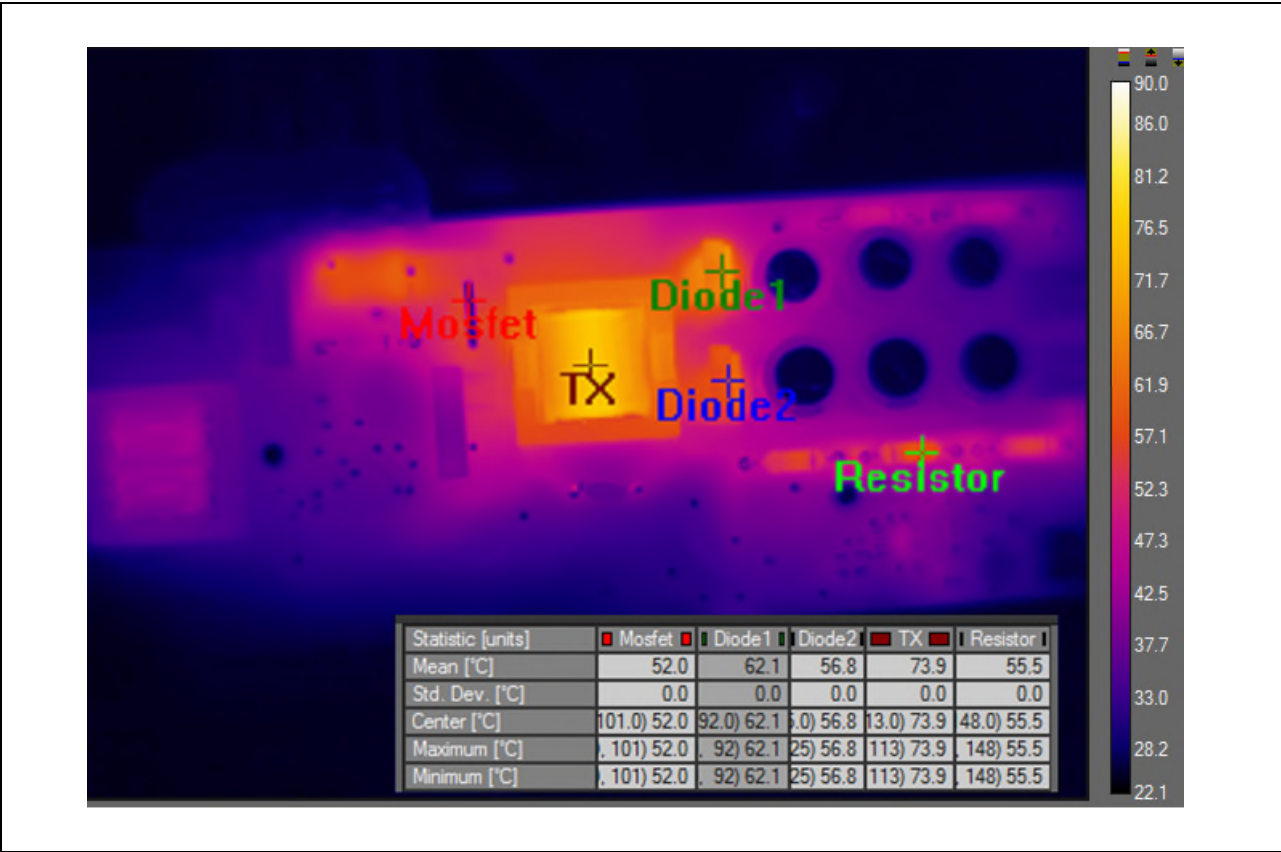 90.0
86.0
81.2
76.5
71.7
66.7
61.9
57.1
52.3
47.3
42.5
37.7
33.0
28.2
22.1
Diode1
Mosfet
TX
Diode2
Resistor
Statistic [units] Mosfet Diode1 Diode2 TX Resistor
Mean [°C] 52.0 62.1 56.8 73.9 55.5
Std. Dev. [°C] 0.0 0.0 0.0 0.0 0.0
Center [°C] 101.0) 52.0 92.0) 62.1 .0) 56.8 13.0) 73.9 48.0) 55.5
Maximum [°C] , 101) 52.0 , 92) 62.1 25) 56.8 113) 73.9 , 148) 55.5
Minimum [°C] , 101) 52.0 , 92) 62.1 25) 56.8 113) 73.9 , 148) 55.5